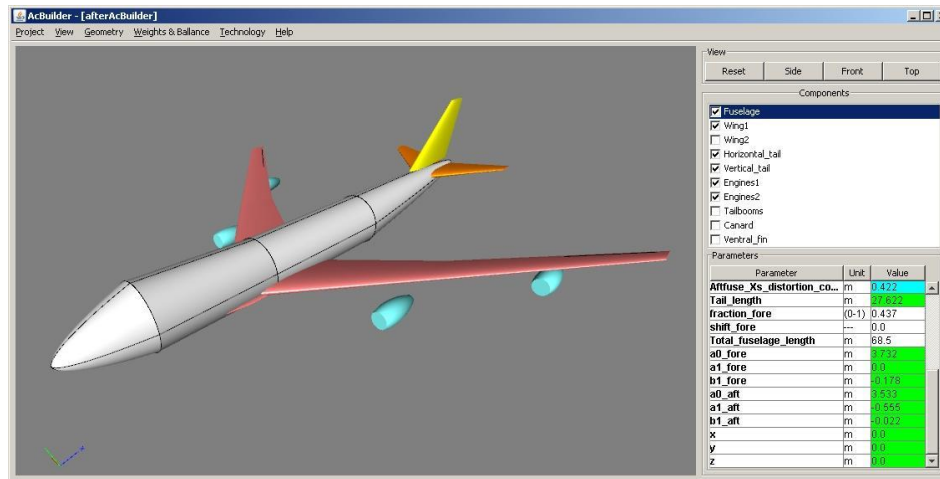 AcBuilder - [afterAcBuilder]
Project View Geometry Weights & Ballance Technology Help
View
Reset Side Front Top
Components
Fuselage
Wing1
Wing2
Horizontal_tail
Vertical_tail
Engines1
Engines2
Tailbooms
Canard
Ventral_fin
Parameters
Parameter Unit Value
Aftfuse_Xs_distortion_co... m 0.422
Tail_length m 27.622
fraction_fore (0-1) 0.437
shift_fore --- 0.0
Total_fuselage_length m 68.5
a0_fore m 3.732
a1_fore m 0.0
b1_fore m -0.178
a0_aft m 3.533
a1_aft m -0.555
b1_aft m -0.022
x m 0.0
y m 0.0
z m 0.0